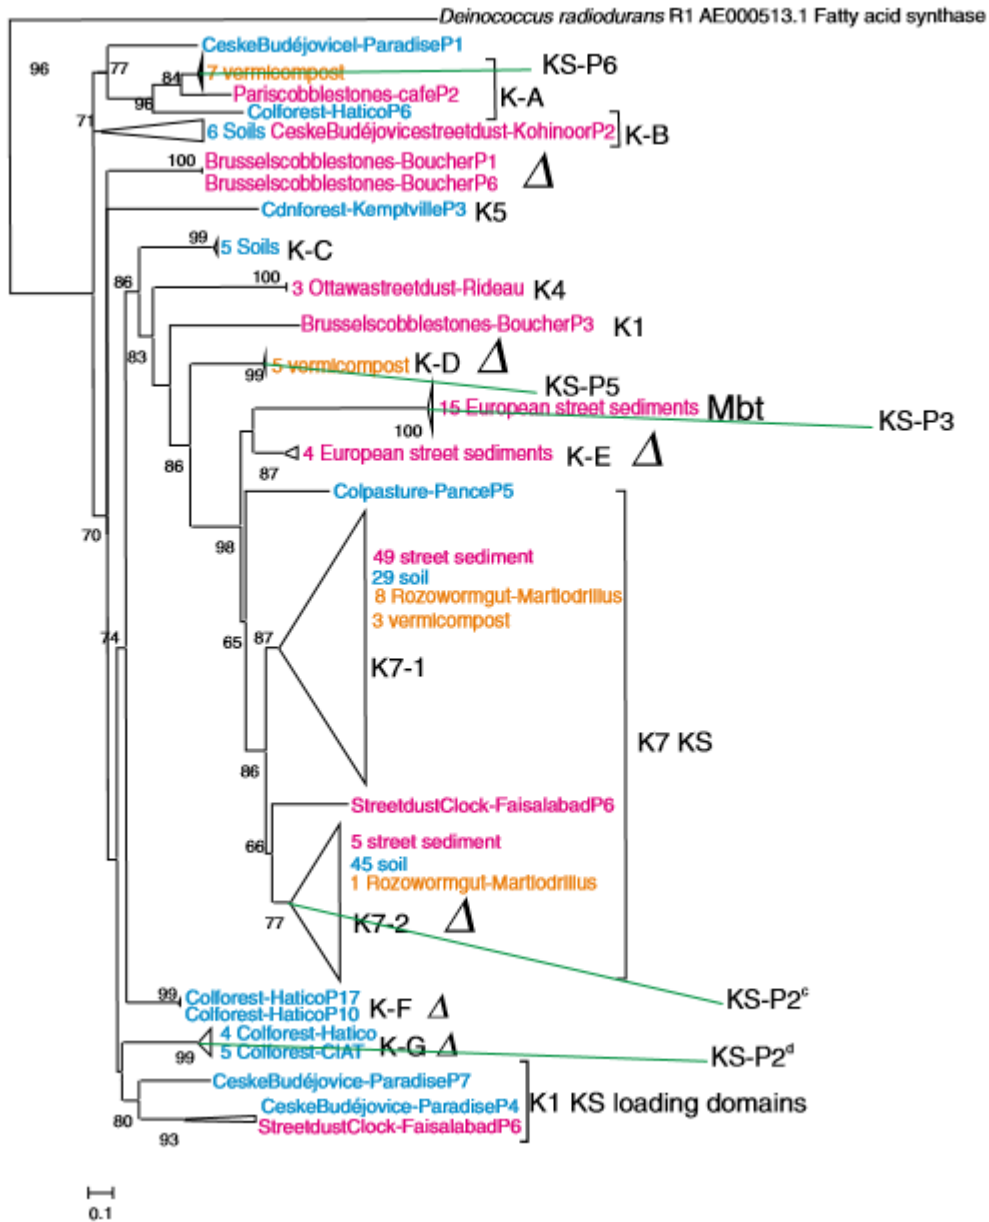 Deinococcus radiodurans R1 AE000513.1 Fatty acid synthase
CeskeBudéjovicel-ParadiseP1
96
77
7 vermicompost
KS-P6
84
Pariscobblestones-cafeP2
K-A
96
Colforest-HaticoP6
71
6 Soils CeskeBudéjovicestreetdust-KohinoorP2
K-B
100
Brusselscobblestones-BoucherP1
Brusselscobblestones-BoucherP6
Δ
Cdnforest-KemptvilleP3 K5
99
5 Soils K-C
86
100
3 Ottawastreetdust-Rideau K4
Brusselscobblestones-BoucherP3 K1
83
5 vermicompost K-D Δ
99
KS-P5
15 European street sediments Mbt
KS-P3
100
4 European street sediments K-E Δ
86
87
Colpasture-PanceP5
98
49 street sediment
29 soil
8 Rozowormgut-Martiodrilius
3 vermicompost
70
74
65
87
K7-1
K7 KS
86
StreetdustClock-FaisalabadP6
66
5 street sediment
45 soil
1 Rozowormgut-Martiodrilius
77
K7-2 Δ
KS-P2c
99
Colforest-HaticoP17
Colforest-HaticoP10
K-F Δ
4 Colforest-Hatico
5 Colforest-CIAT
K-G Δ
99
KS-P2d
CeskeBudéjovice-ParadiseP7
CeskeBudéjovice-ParadiseP4
K1 KS loading domains
80
StreetdustClock-FaisalabadP6
93
0.1